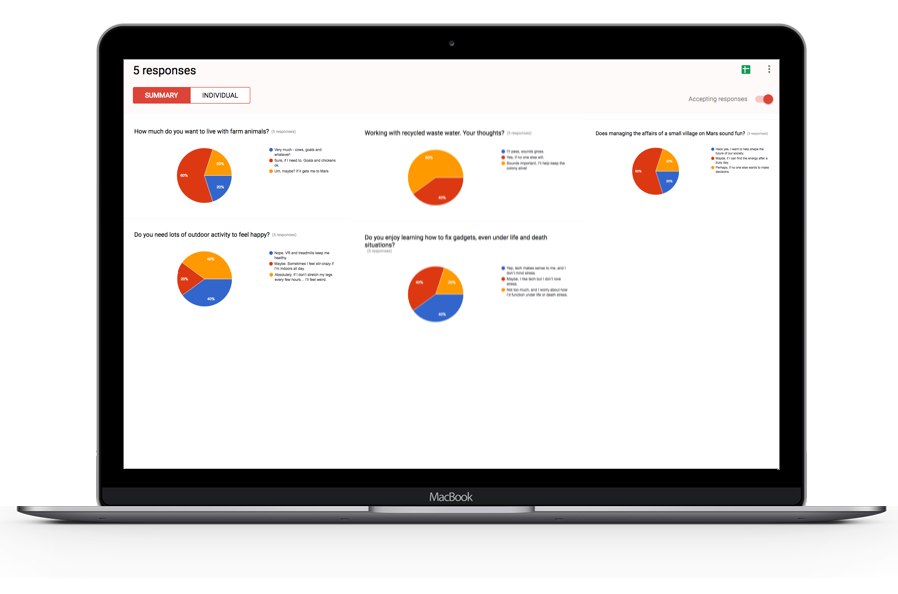 5 responses
SUMMARY
INDIVIDUAL
Accepting responses
How much do you want to live with farm animals? (5 responses)
60%
20%
20%
Very much - cows, goats and
whatever!
Sure, if I need to. Goats and chickens
ok.
Um, maybe? if it gets me to Mars
Working with recycled waste water. Your thoughts? (5 responses)
60%
40%
I'll pass, sounds gross.
Yes, if no one else will.
Sounds important, I'll help keep the
colony alive!
Does managing the affairs of a small village on Mars sound fun? (5 responses)
60%
20%
20%
Heck yes, I want to help shape the
future of our society.
Maybe, if I can find the energy after a
Perhaps, if no one else wants to make
decisions.
Do you need lots of outdoor activity to feel happy? (5 responses)
40%
20%
40%
Nope. VR and treadmills keep me
healthy.
Maybe. Sometimes I feel stir-crazy if
I'm indoors all day.
Absolutely. If I don't stretch my legs
every few hours... I'll feel weird.
Do you enjoy learning how to fix gadgets, even under life and death
situations?
(5 responses)
40%
20%
40%
Yep, tech makes sense to me, and I
don't mind stress.
Maybe, I like tech but I don't love
stress.
Not too much, and I worry about how
I'll function under life or death stress.
MacBook